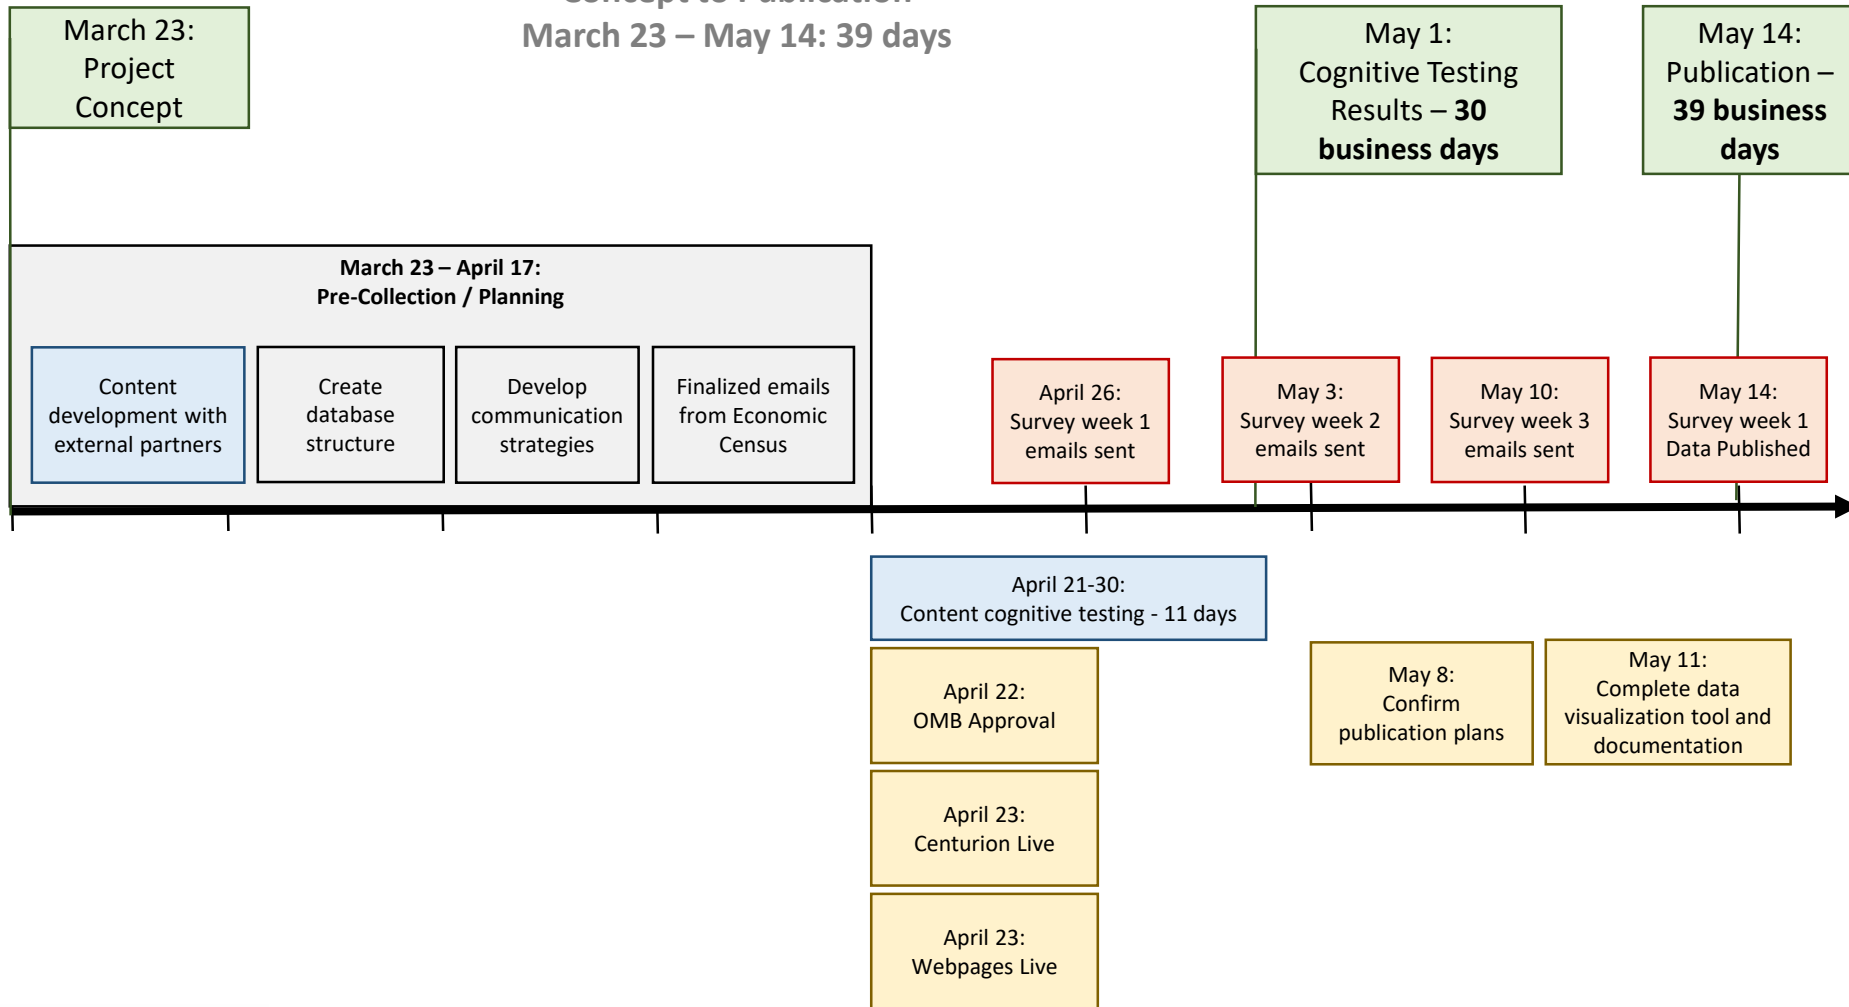 Concept to Publication
March 23 – May 14: 39 days
March 23:
Project
Concept
May 1:
Cognitive Testing
Results – 30
business days
May 14:
Publication –
39 business
days
March 23 – April 17:
Pre-Collection / Planning
Content
development with
external partners
Create
database
structure
Develop
communication
strategies
Finalized emails
from Economic
Census
April 26:
Survey week 1
emails sent
May 3:
Survey week 2
emails sent
May 10:
Survey week 3
emails sent
May 14:
Survey week 1
Data Published
April 21-30:
Content cognitive testing - 11 days
April 22:
OMB Approval
April 23:
Centurion Live
April 23:
Webpages Live
May 8:
Confirm
publication plans
May 11:
Complete data
visualization tool and
documentation